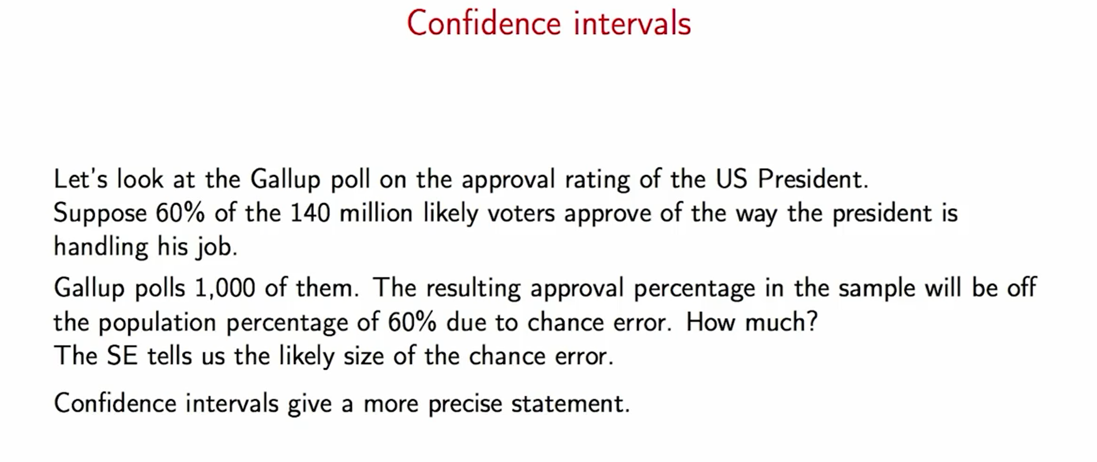 Confidence intervals
Let's look at the Gallup poll on the approval rating of the US President.
Suppose 60% of the 140 million likely voters approve of the way the president is
handling his job.
Gallup polls 1,000 of them. The resulting approval percentage in the sample will be off
the population percentage of 60% due to chance error. How much?
The SE tells us the likely size of the chance error.
Confidence intervals give a more precise statement.